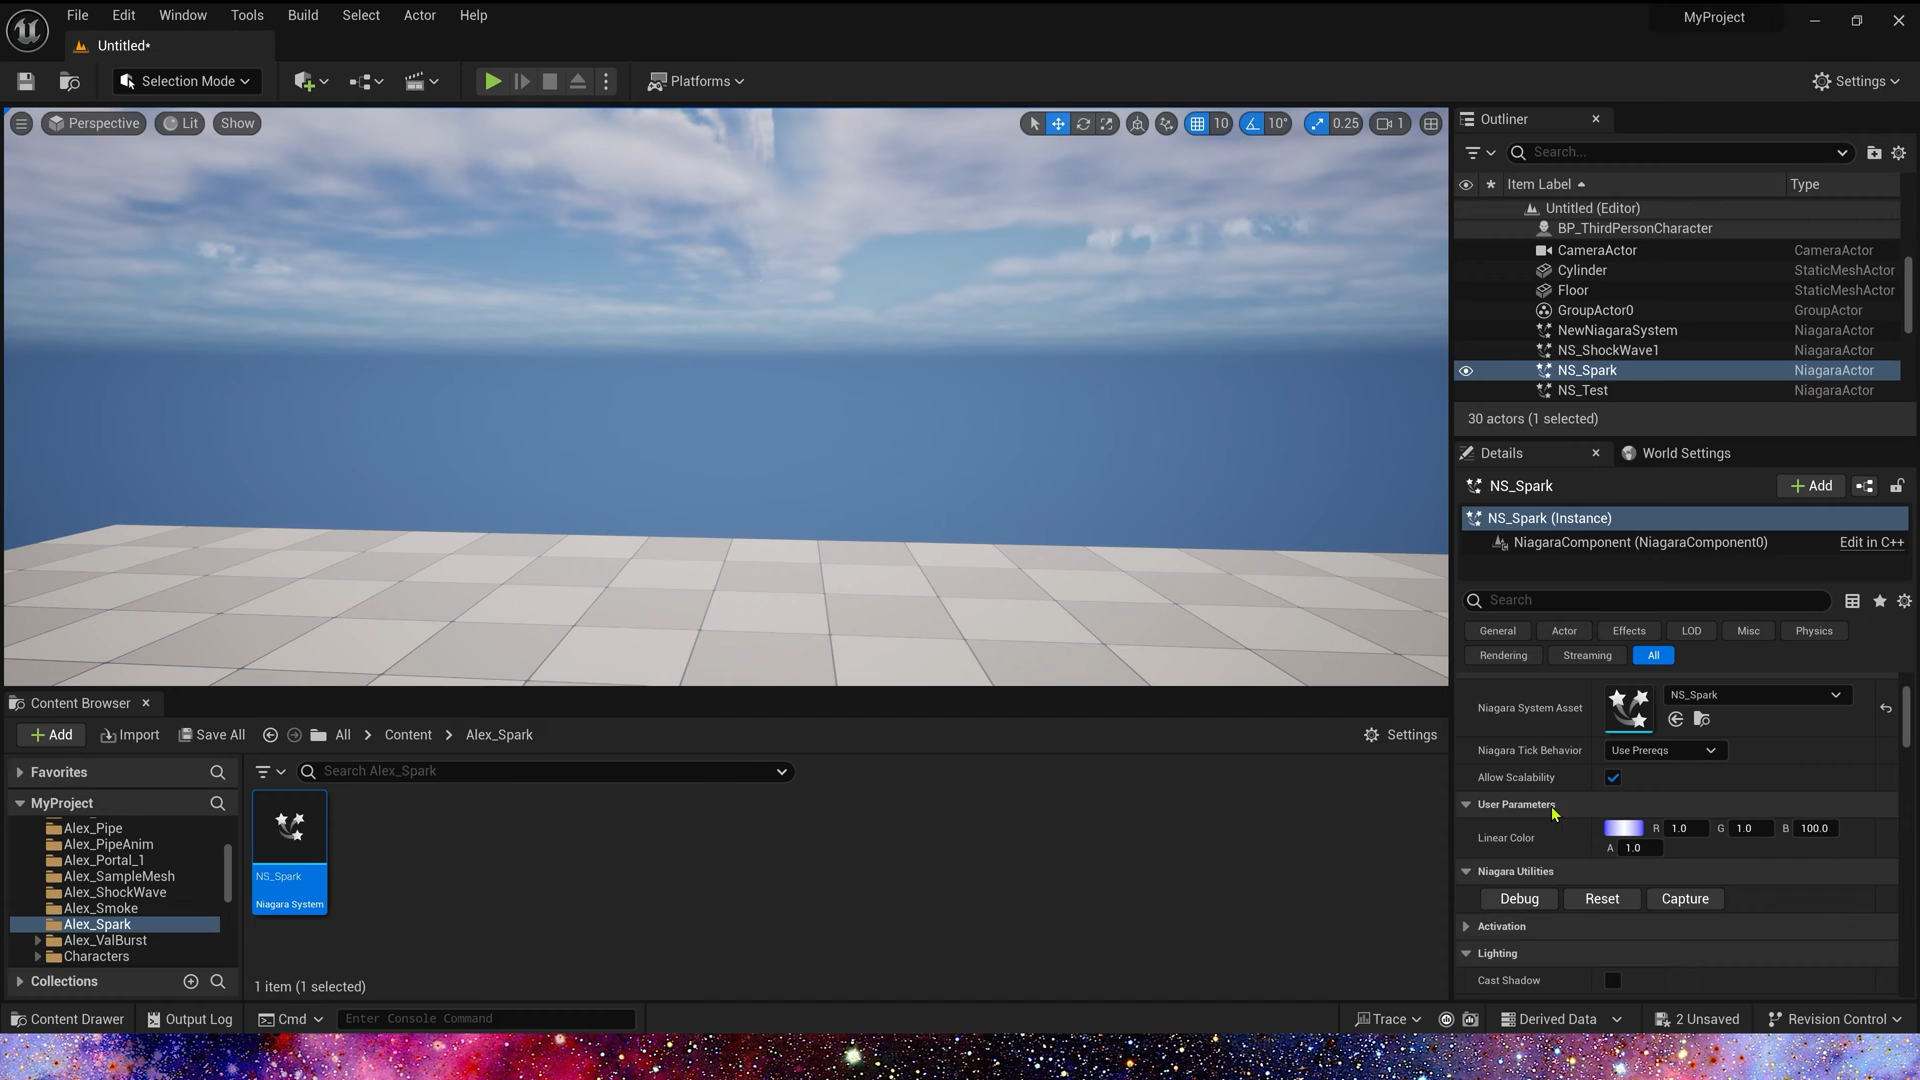 File Edit Window Tools Build Select Actor Help
MyProject
Untitled*
Selection Mode
Platforms
Settings
Perspective Lit Show
10 10° 0.25 1
Outliner
Search...
Item Label Type
Untitled (Editor)
BP_ThirdPersonCharacter
CameraActor CameraActor
Cylinder StaticMeshActor
Floor StaticMeshActor
GroupActor0 GroupActor
NewNiagaraSystem NiagaraActor
NS_ShockWave1 NiagaraActor
NS_Spark NiagaraActor
NS_Test NiagaraActor
30 actors (1 selected)
Details World Settings
NS_Spark Add
NS_Spark (Instance)
NiagaraComponent (NiagaraComponent0) Edit in C++
Search
General Actor Effects LOD Misc Physics
Rendering Streaming All
Niagara System Asset NS_Spark
Niagara Tick Behavior Use Prereqs
Allow Scalability
User Parameters
Linear Color R 1.0 G 1.0 B 100.0
A 1.0
Niagara Utilities
Debug Reset Capture
Activation
Lighting
Cast Shadow
Content Browser
Add Import Save All All > Content > Alex_Spark Settings
Favorites
Search Alex_Spark
MyProject
Alex_Pipe
Alex_PipeAnim
Alex_Portal_1
Alex_SampleMesh
Alex_ShockWave
Alex_Smoke
Alex_Spark
Alex_ValBurst
Characters
Collections
NS_Spark
Niagara System
1 item (1 selected)
Content Drawer Output Log Cmd Enter Console Command Trace Derived Data 2 Unsaved Revision Control